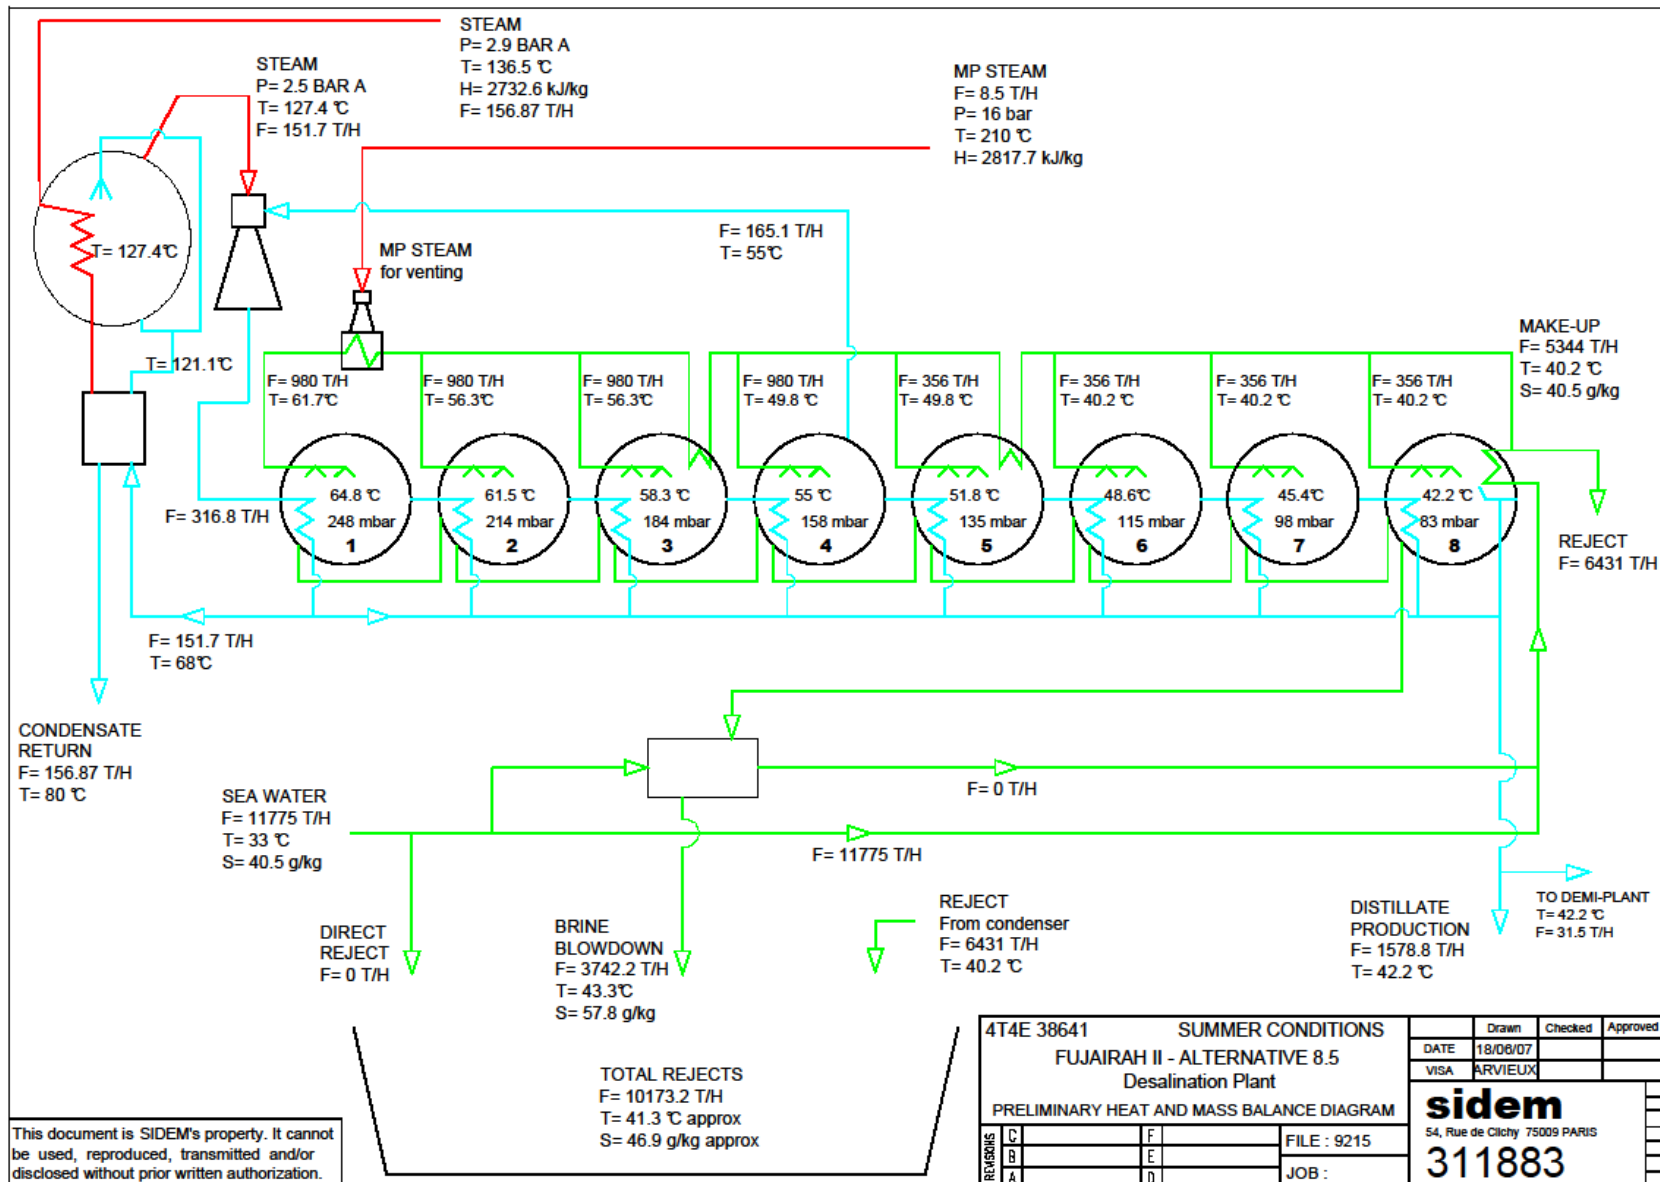 STEAM
P= 2.9 BAR A
T= 136.5 °C
H= 2732.6 kJ/kg
F= 156.87 T/H
STEAM
P= 2.5 BAR A
T= 127.4 °C
F= 151.7 T/H
MP STEAM
F= 8.5 T/H
P= 16 bar
T= 210 °C
H= 2817.7 kJ/kg
T= 127.4°C
MP STEAM
for venting
F= 165.1 T/H
T= 55°C
MAKE-UP
F= 5344 T/H
T= 40.2 °C
S= 40.5 g/kg
T= 121.1°C
F= 980 T/H
T= 61.7°C
F= 980 T/H
T= 56.3°C
F= 980 T/H
T= 56.3°C
F= 980 T/H
T= 49.8 °C
F= 356 T/H
T= 49.8 °C
F= 356 T/H
T= 40.2 °C
F= 356 T/H
T= 40.2 °C
F= 356 T/H
T= 40.2 °C
64.8 °C
248 mbar
1
61.5 °C
214 mbar
2
58.3 °C
184 mbar
3
55 °C
158 mbar
4
51.8 °C
135 mbar
5
48.6°C
115 mbar
6
45.4°C
98 mbar
7
42.2 °C
83 mbar
8
F= 316.8 T/H
REJECT
F= 6431 T/H
F= 151.7 T/H
T= 68°C
CONDENSATE
RETURN
F= 156.87 T/H
T= 80 °C
SEA WATER
F= 11775 T/H
T= 33 °C
S= 40.5 g/kg
F= 0 T/H
F= 11775 T/H
DIRECT
REJECT
F= 0 T/H
BRINE
BLOWDOWN
F= 3742.2 T/H
T= 43.3°C
S= 57.8 g/kg
REJECT
From condenser
F= 6431 T/H
T= 40.2 °C
DISTILLATE
PRODUCTION
F= 1578.8 T/H
T= 42.2 °C
TO DEMI-PLANT
T= 42.2 °C
F= 31.5 T/H
TOTAL REJECTS
F= 10173.2 T/H
T= 41.3 °C approx
S= 46.9 g/kg approx
This document is SIDEM's property. It cannot
be used, reproduced, transmitted and/or
disclosed without prior written authorization.
4T4E 38641 SUMMER CONDITIONS
FUJAIRAH II - ALTERNATIVE 8.5
Desalination Plant
PRELIMINARY HEAT AND MASS BALANCE DIAGRAM
REVISIONS
C F
B E
A D
FILE : 9215
JOB :
Drawn Checked Approved
DATE 18/06/07
VISA ARVIEUX
sidem
54, Rue de Clichy 75009 PARIS
311883